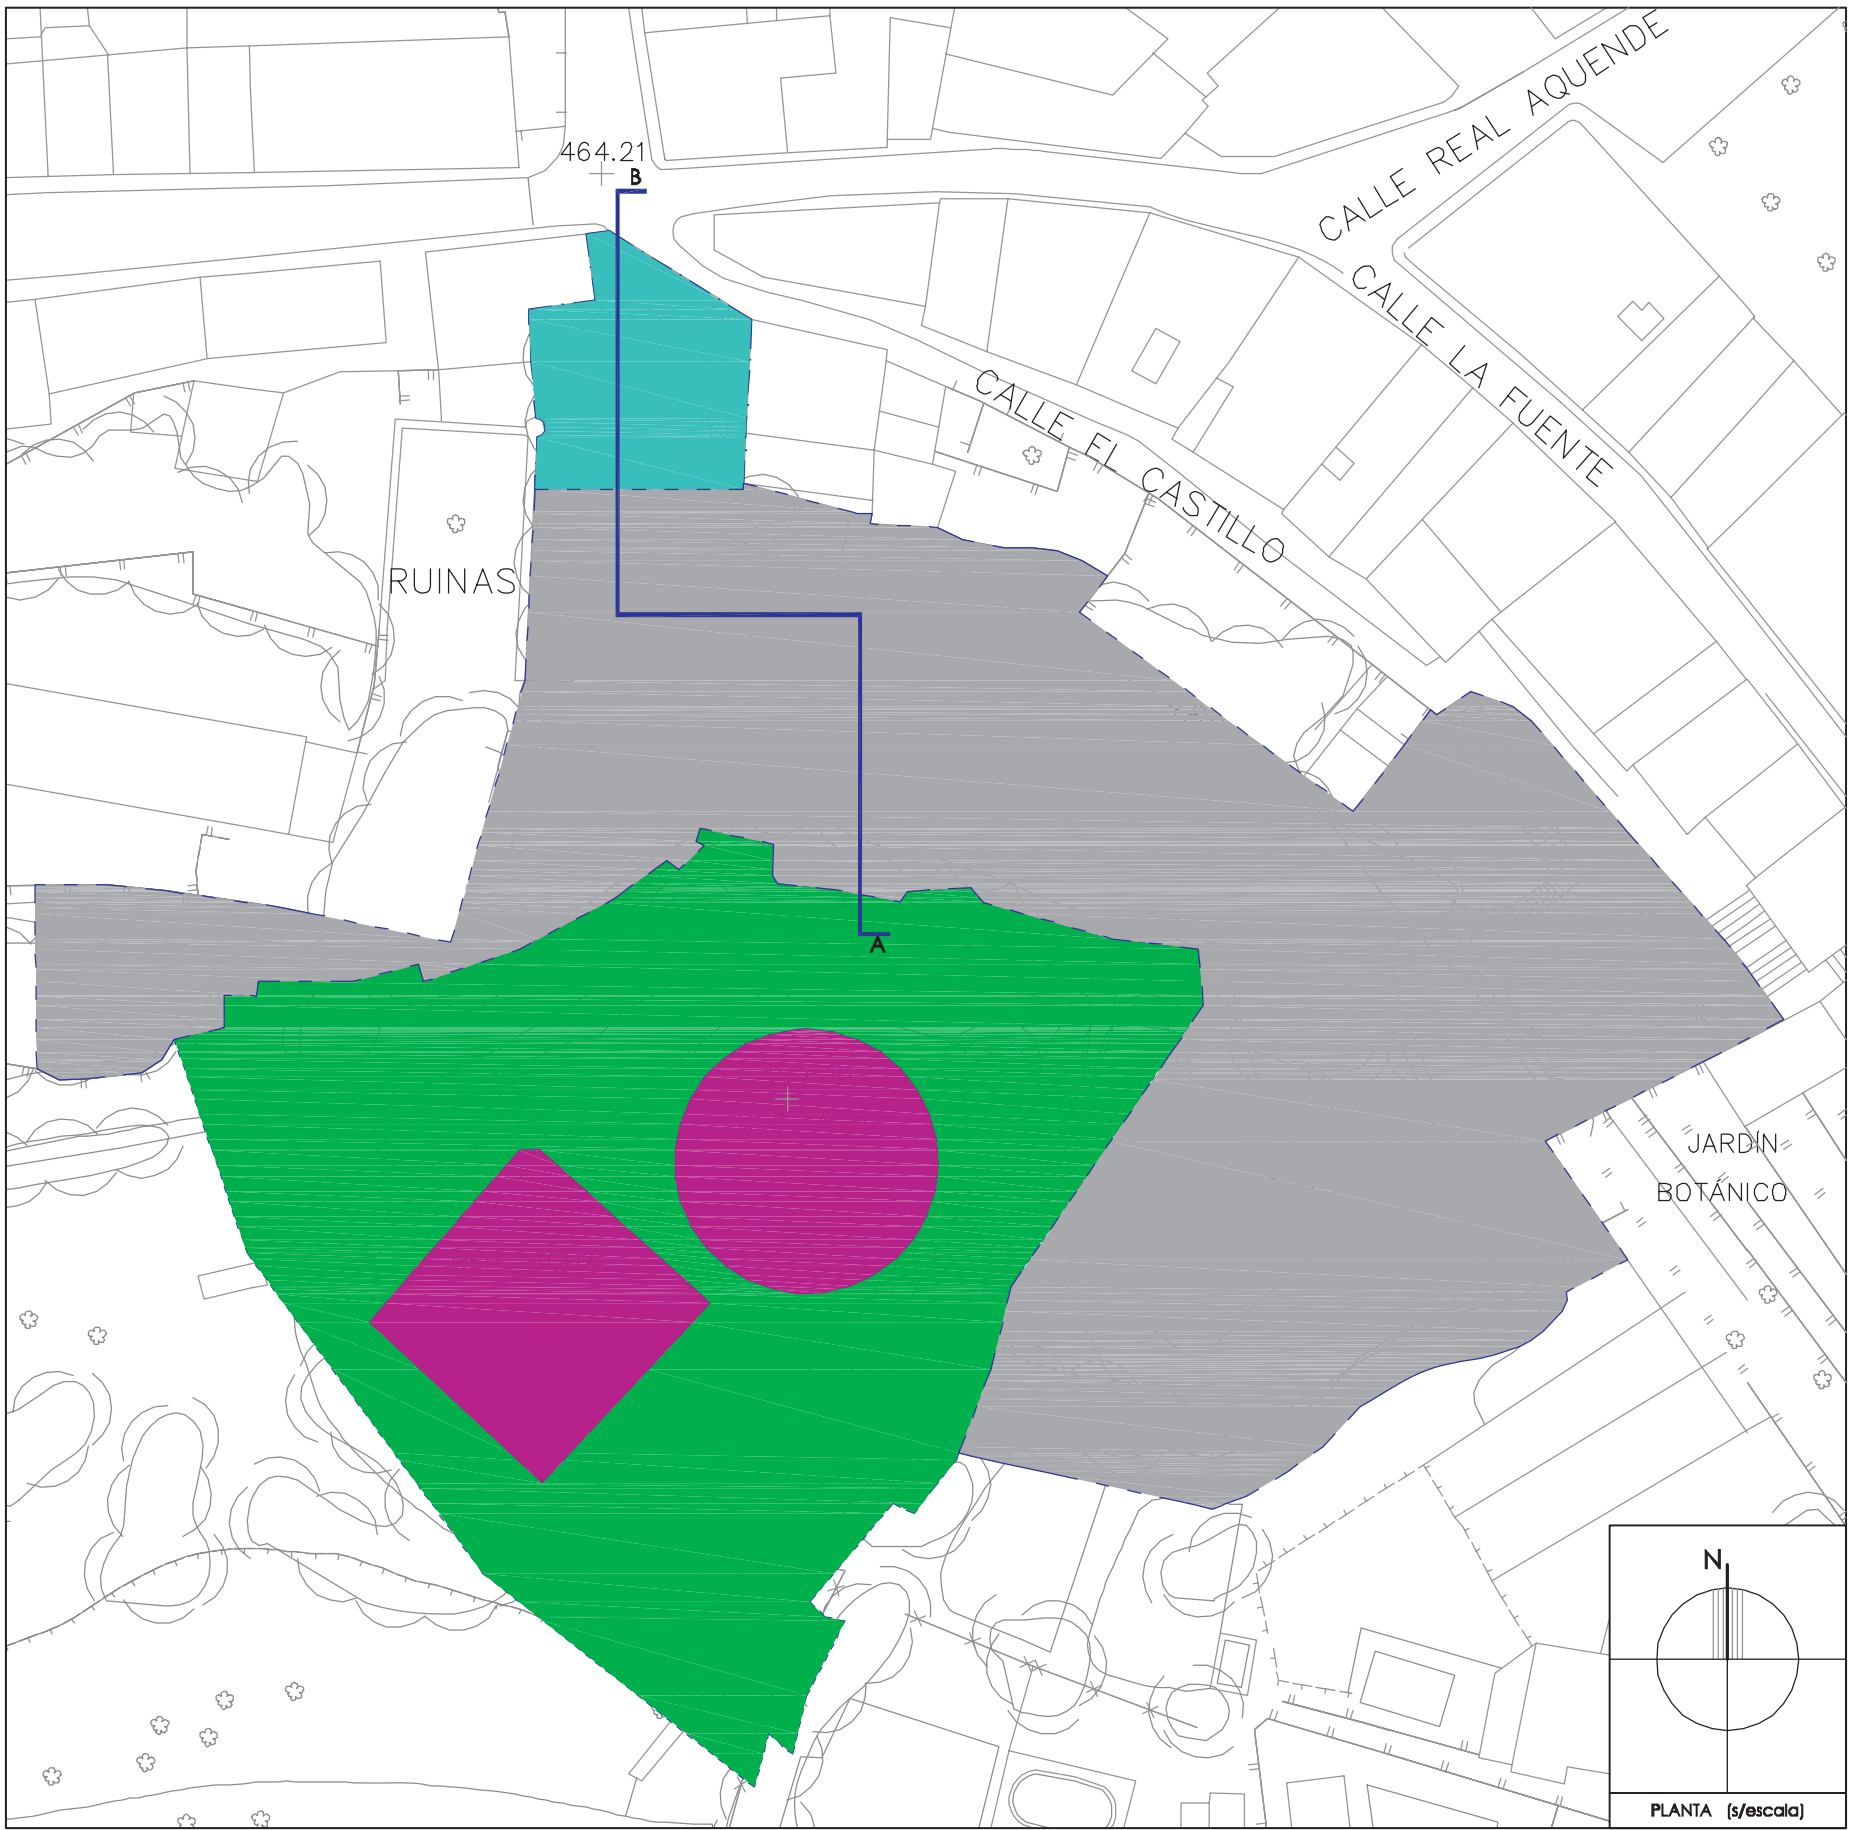 CALLE REAL AQUENDE
464.21
B
CALLE LA FUENTE
CALLE EL CASTILLO
RUINAS
A
JARDÍN
BOTÁNICO
N
PLANTA (s/escala)